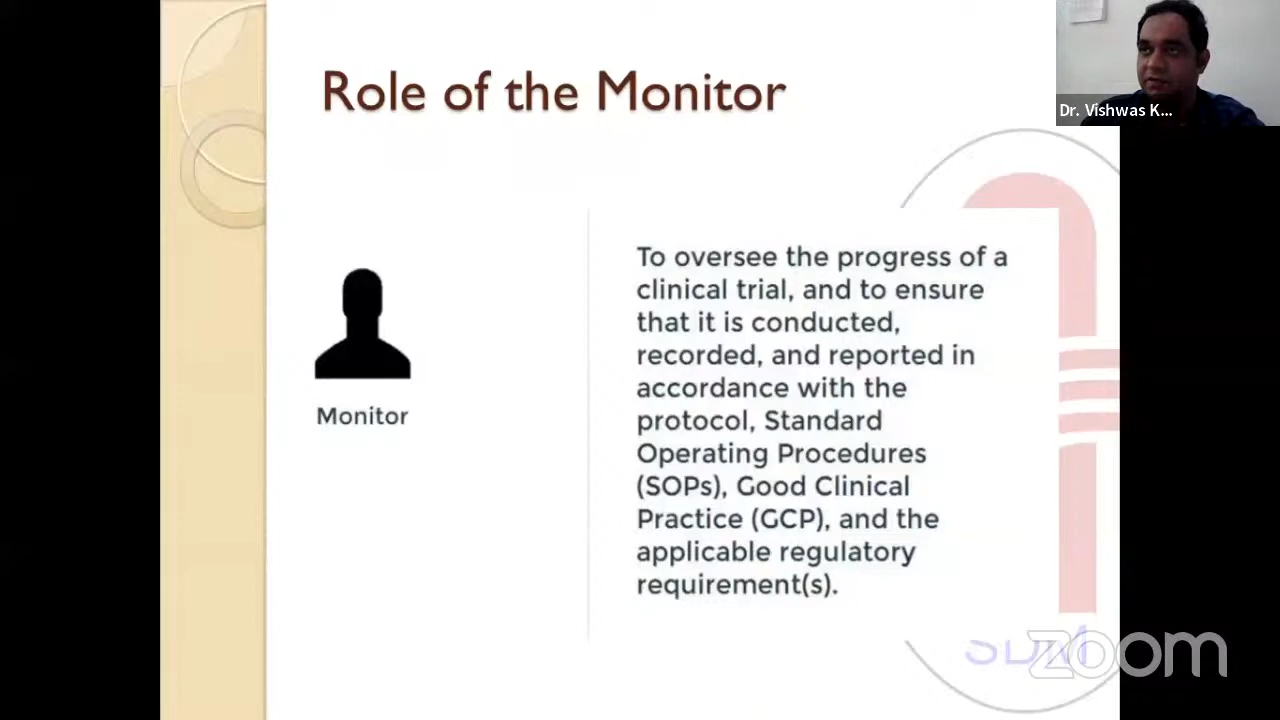 Role of the Monitor
Dr. Vishwas K...
To oversee the progress of a
clinical trial, and to ensure
that it is conducted,
recorded, and reported in
accordance with the
protocol, Standard
Operating Procedures
(SOPs), Good Clinical
Practice (GCP), and the
applicable regulatory
requirement(s).
Monitor
zoom